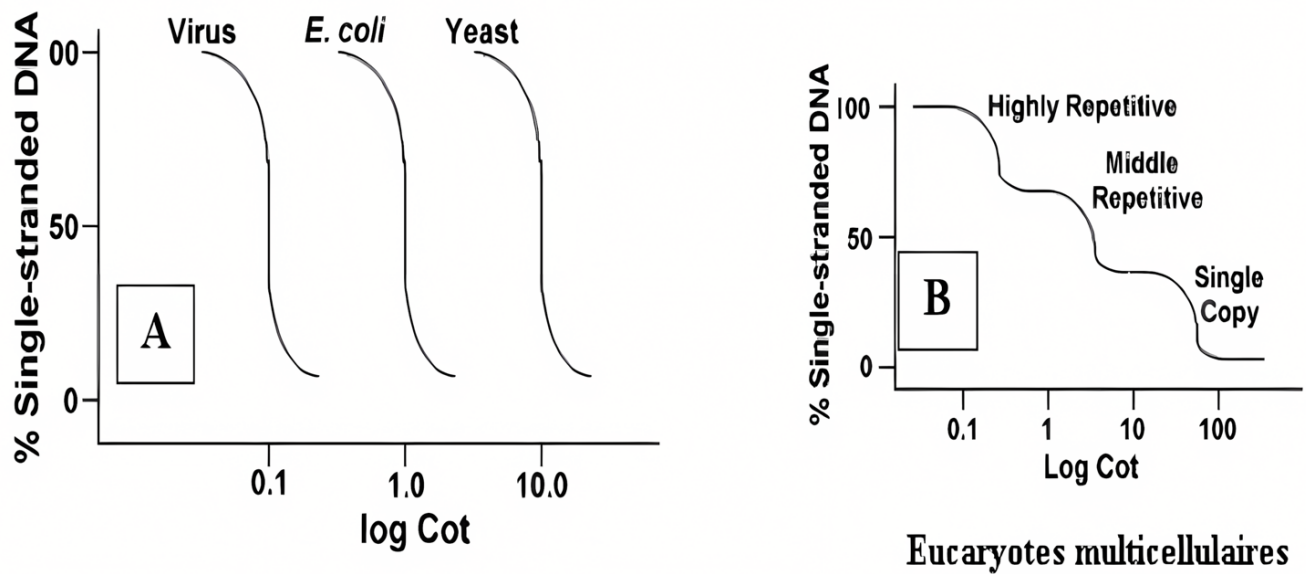 % Single-stranded DNA
Virus
E. coli
Yeast
00
50
0
A
0.1
1.0
10.0
log Cot
% Single-stranded DNA
100
50
0
Highly Repetitive
Middle
Repetitive
Single
Copy
B
0.1
1
10
100
Log Cot
Eucaryotes multicellulaires